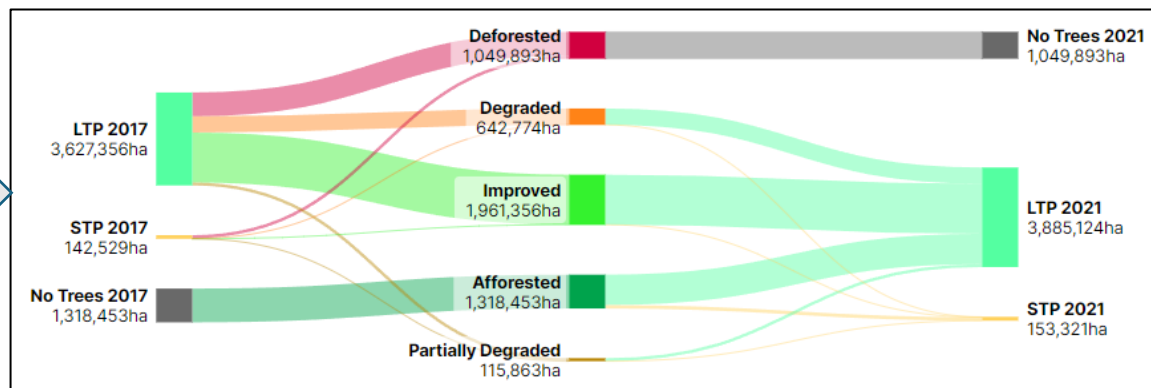 Deforested
1,049,893ha
No Trees 2021
1,049,893ha
Degraded
642,774ha
LTP 2017
3,627,356ha
Improved
1,961,356ha
LTP 2021
3,885,124ha
STP 2017
142,529ha
Afforested
1,318,453ha
No Trees 2017
1,318,453ha
STP 2021
153,321ha
Partially Degraded
115,863ha